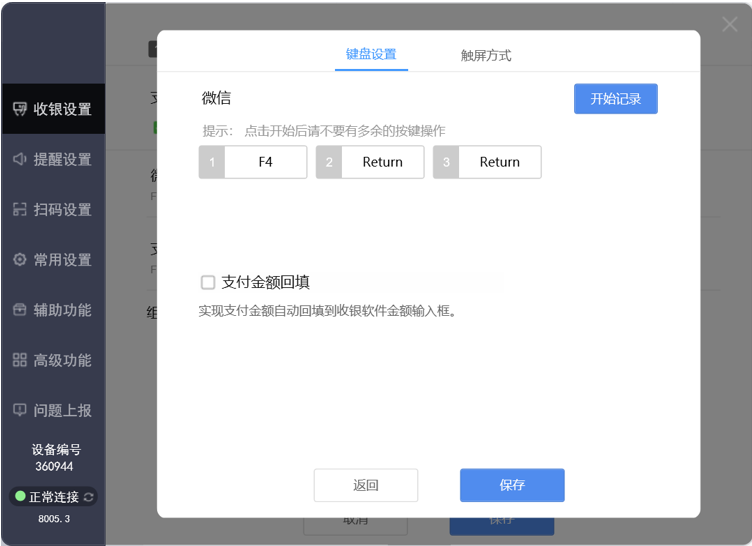 收银设置
提醒设置
扫码设置
常用设置
辅助功能
高级功能
问题上报
设备编号
360944
正常连接
8005.3
键盘设置
触屏方式
微信
开始记录
提示： 点击开始后请不要有多余的按键操作
1 F4 2 Return 3 Return
支付金额回填
实现支付金额自动回填到收银软件金额输入框。
返回
保存
取消
保存